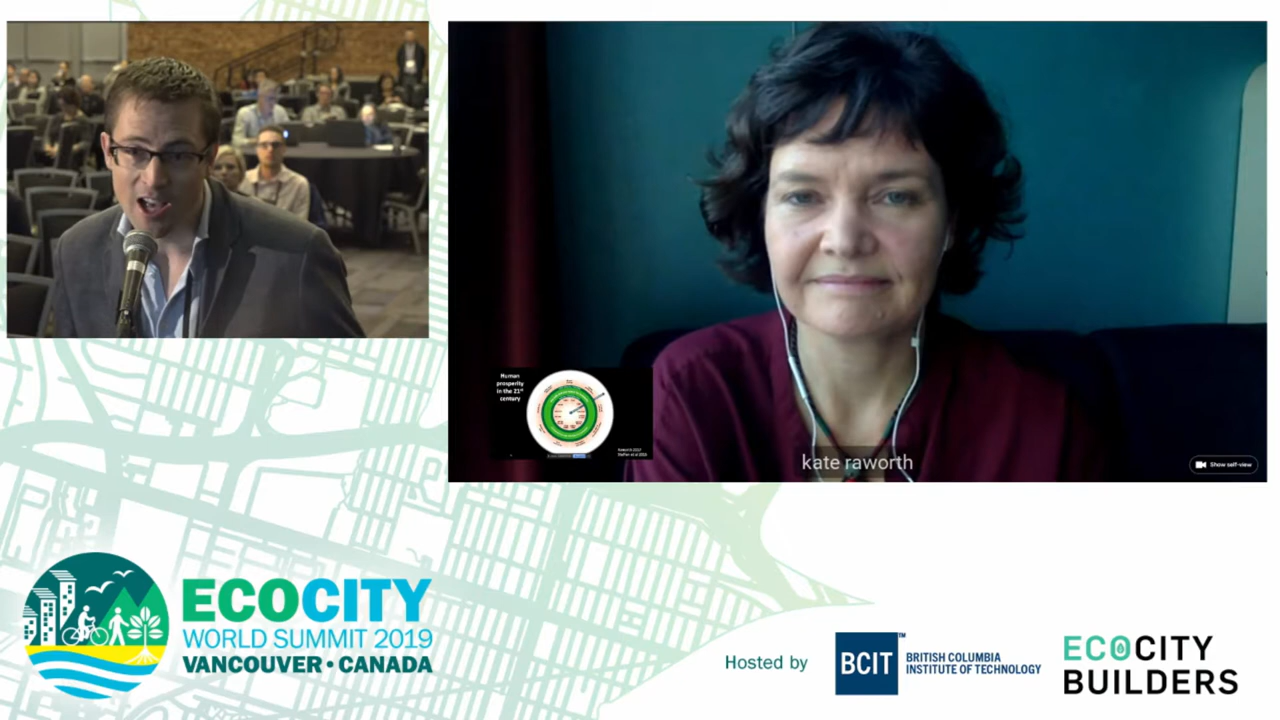 Human
prosperity
in the 21st
century
kate raworth
Show self-view
ECOCITY
WORLD SUMMIT 2019
VANCOUVER • CANADA
Hosted by
BCIT™
BRITISH COLUMBIA
INSTITUTE OF TECHNOLOGY
ECOCITY
BUILDERS